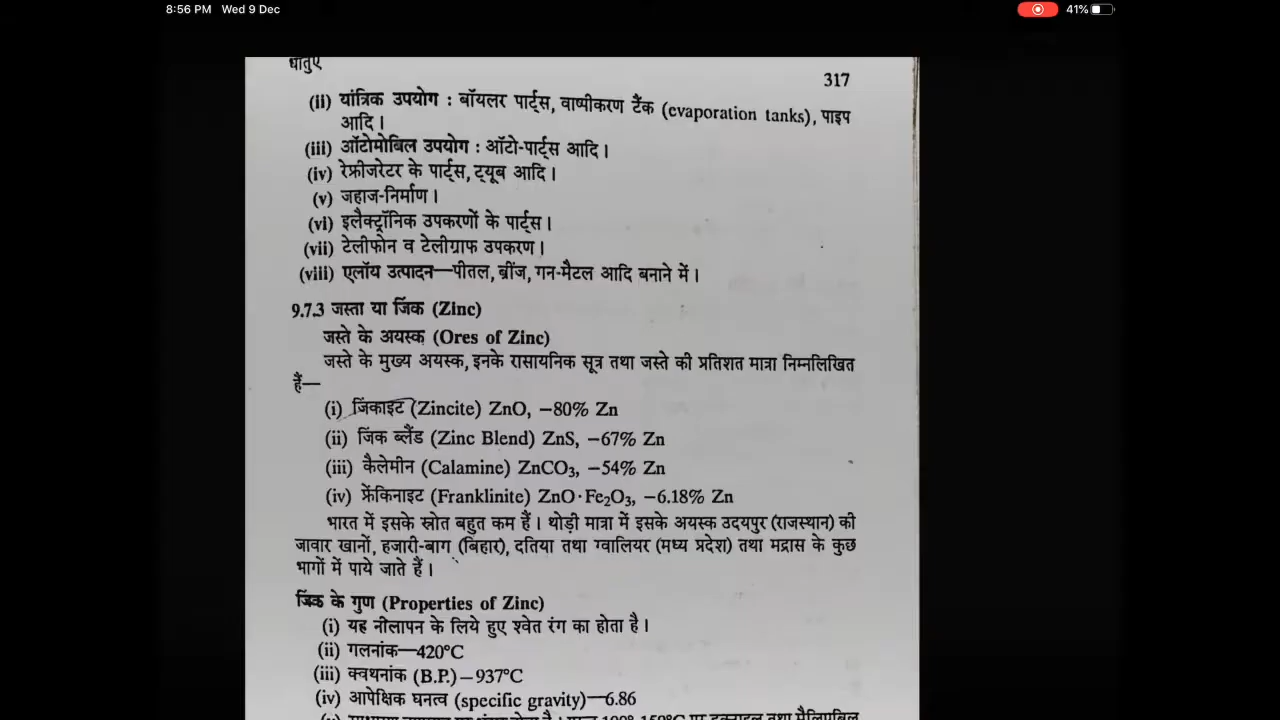 8:56 PM Wed 9 Dec
41%
धातुएँ
317
(ii) यांत्रिक उपयोग : बॉयलर पार्ट्स, वाष्पीकरण टैंक (evaporation tanks), पाइप
आदि।
(iii) ऑटोमोबिल उपयोग : ऑटो-पार्ट्स आदि।
(iv) रेफ्रीजरेटर के पार्ट्स, ट्यूब आदि।
(v) जहाज-निर्माण।
(vi) इलैक्ट्रॉनिक उपकरणों के पार्ट्स।
(vii) टेलीफोन व टेलीग्राफ उपकरण।
(viii) एलॉय उत्पादन—पीतल, ब्रींज, गन-मैटल आदि बनाने में।
9.7.3 जस्ता या जिंक (Zinc)
जस्ते के अयस्क (Ores of Zinc)
जस्ते के मुख्य अयस्क, इनके रासायनिक सूत्र तथा जस्ते की प्रतिशत मात्रा निम्नलिखित
हैं—
(i) जिंकाइट (Zincite) ZnO, –80% Zn
(ii) जिंक ब्लैंड (Zinc Blend) ZnS, –67% Zn
(iii) कैलेमीन (Calamine) ZnCO₃, –54% Zn
(iv) फ्रेंकिनाइट (Franklinite) ZnO·Fe₂O₃, –6.18% Zn
भारत में इसके स्रोत बहुत कम हैं। थोड़ी मात्रा में इसके अयस्क उदयपुर (राजस्थान) की
जावार खानों, हजारी-बाग (बिहार), दतिया तथा ग्वालियर (मध्य प्रदेश) तथा मद्रास के कुछ
भागों में पाये जाते हैं।
जिंक के गुण (Properties of Zinc)
(i) यह नीलापन के लिये हुए श्वेत रंग का होता है।
(ii) गलनांक—420°C
(iii) क्वथनांक (B.P.)–937°C
(iv) आपेक्षिक घनत्व (specific gravity)—6.86